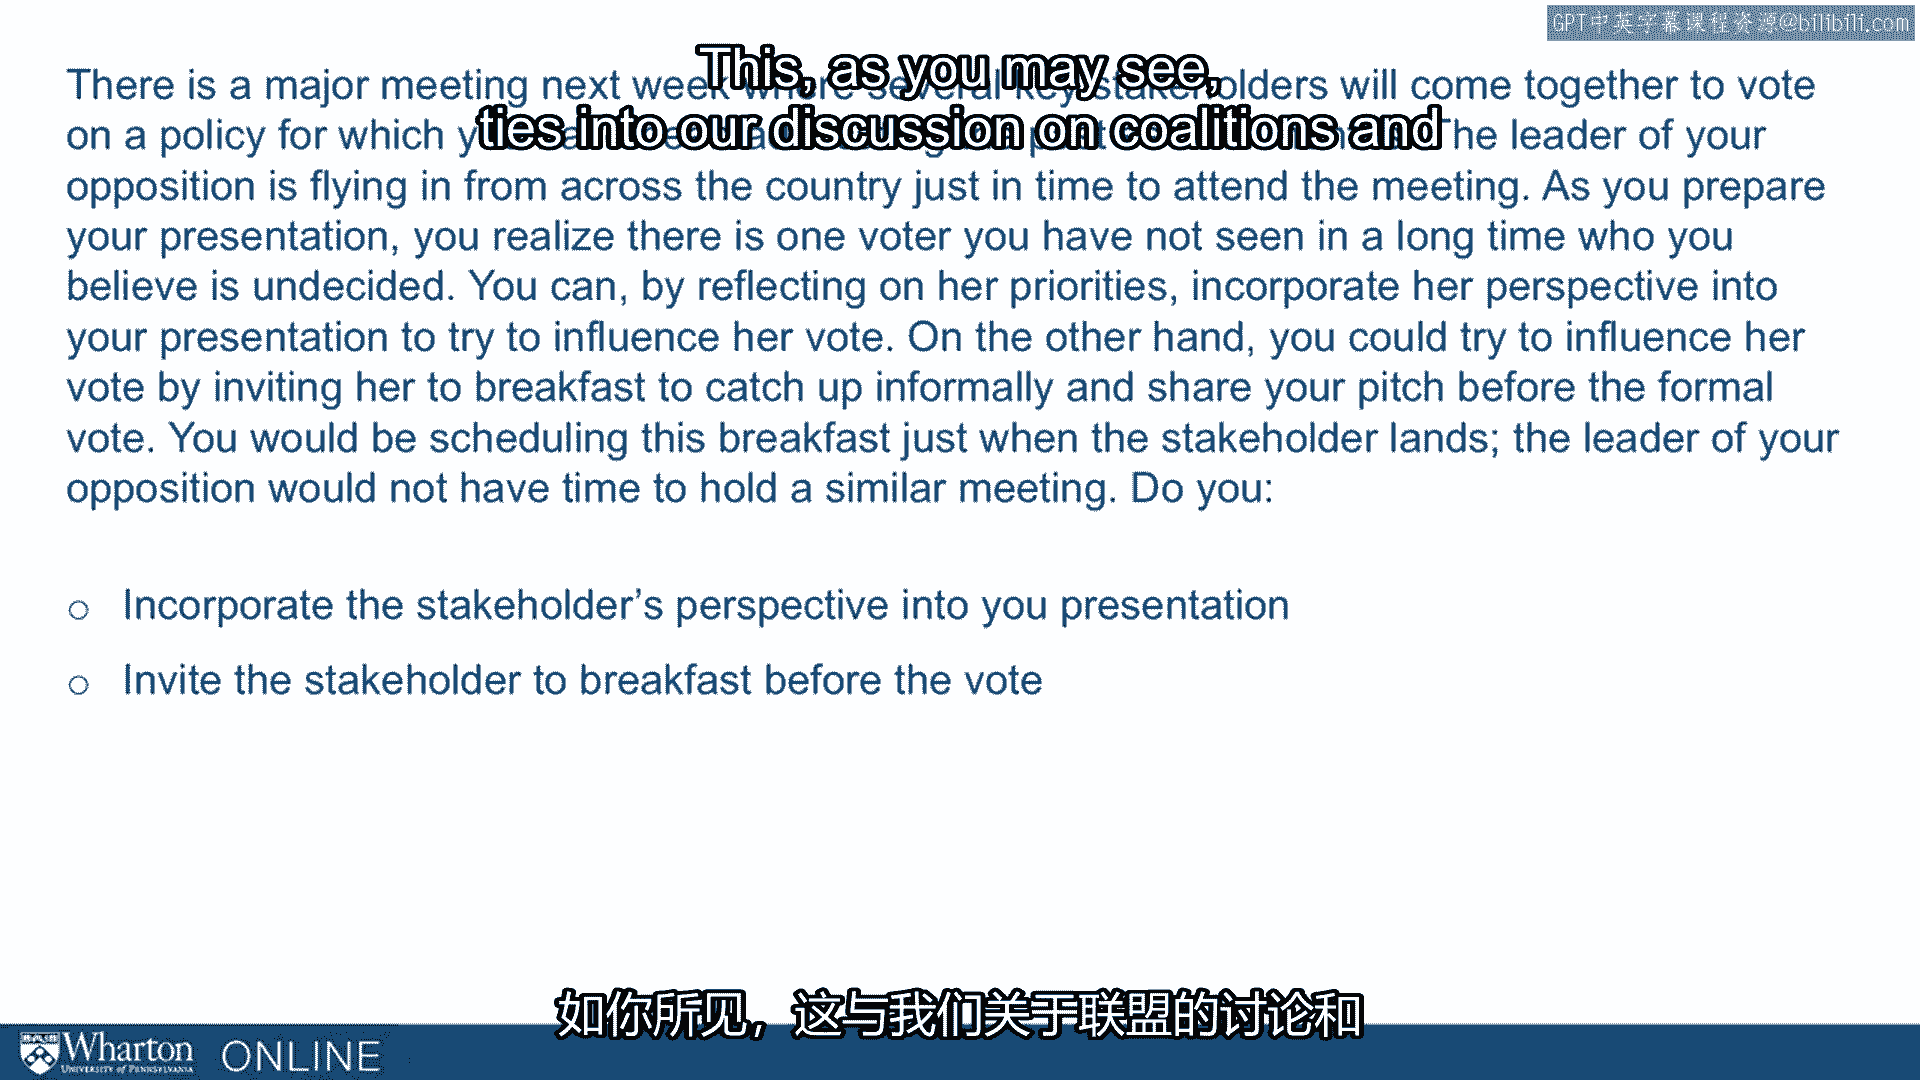 GPT中英字幕课程资源@bilibili.com
This, as you may see,
There is a major meeting next week where several key stakeholders will come together to vote
ties into our discussion on coalitions and
on a policy for which The leader of your
opposition is flying in from across the country just in time to attend the meeting. As you prepare
your presentation, you realize there is one voter you have not seen in a long time who you
believe is undecided. You can, by reflecting on her priorities, incorporate her perspective into
your presentation to try to influence her vote. On the other hand, you could try to influence her
vote by inviting her to breakfast to catch up informally and share your pitch before the formal
vote. You would be scheduling this breakfast just when the stakeholder lands; the leader of your
opposition would not have time to hold a similar meeting. Do you:
o Incorporate the stakeholder’s perspective into you presentation
o Invite the stakeholder to breakfast before the vote
如你所见，这与我们关于联盟的讨论和
Wharton ONLINE
UNIVERSITY of PENNSYLVANIA